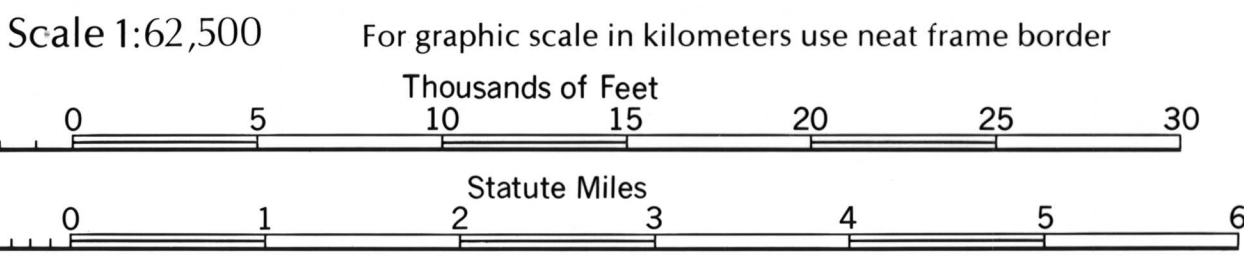 Scale 1:62,500 For graphic scale in kilometers use neat frame border
Thousands of Feet
0 5 10 15 20 25 30
Statute Miles
0 1 2 3 4 5 6